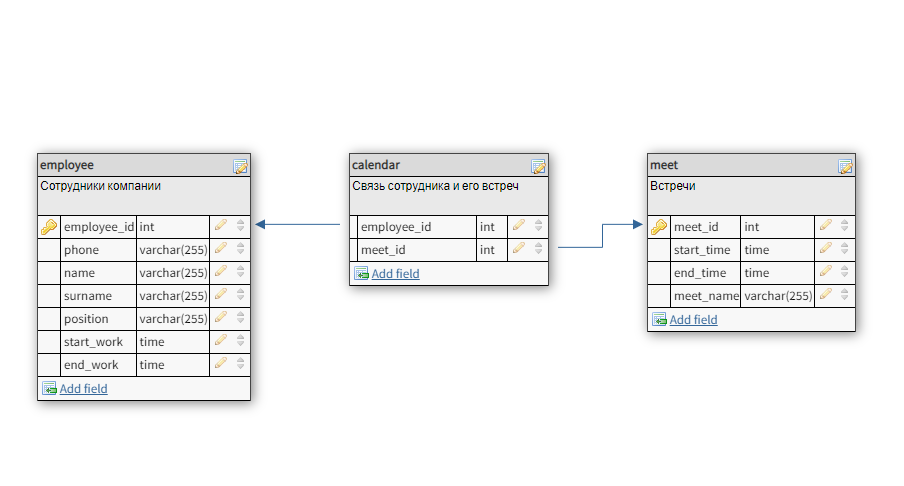 employee
Сотрудники компании
employee_id int
phone varchar(255)
name varchar(255)
surname varchar(255)
position varchar(255)
start_work time
end_work time
Add field
calendar
Связь сотрудника и его встреч
employee_id int
meet_id int
Add field
meet
Встречи
meet_id int
start_time time
end_time time
meet_name varchar(255)
Add field